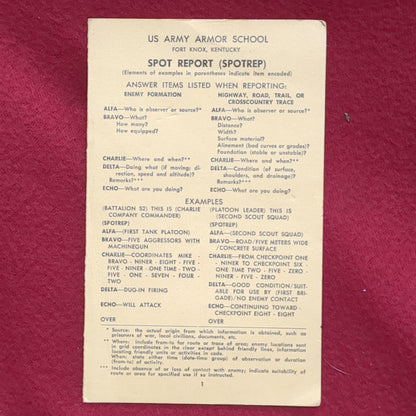 US ARMY ARMOR SCHOOL
FORT KNOX, KENTUCKY
SPOT REPORT (SPOTREP)
(Elements of examples in parentheses indicate item encoded)
ANSWER ITEMS LISTED WHEN REPORTING:
ENEMY FORMATION
ALFA—Who is observer or source?*
BRAVO—What?
How many?
How equipped?
CHARLIE—Where and when?**
DELTA—Doing what (if moving: di-
rection, speed and altitude)?
Remarks?***
ECHO—What are you doing?
HIGHWAY, ROAD, TRAIL, OR
CROSSCOUNTRY TRACE
ALFA—Who is observer or source?*
BRAVO—What?
Distance?
Width?
Surface material?
Alinement (bad curves or grades)?
Foundation (stable or unstable)?
CHARLIE—Where and when?**
DELTA—Condition (of surface,
shoulders, and drainage)?
Remarks?***
ECHO—What are you doing?
EXAMPLES
(BATTALION S2) THIS IS (CHARLIE
COMPANY COMMANDER)
(SPOTREP)
ALFA—(FIRST TANK PLATOON)
BRAVO—FIVE AGGRESSORS WITH
MACHINEGUN
CHARLIE—COORDINATES MIKE -
BRAVO - NINER - EIGHT - FIVE -
FIVE - NINER ONE TIME - TWO -
FIVE - ONE - SEVEN - FOUR -
TWO
DELTA—DUG-IN FIRING
ECHO—WILL ATTACK
OVER
(PLATOON LEADER) THIS IS
(SECOND SCOUT SQUAD)
(SPOTREP)
ALFA—(SECOND SCOUT SQUAD)
BRAVO—ROAD/FIVE METERS WIDE
/CONCRETE SURFACE
CHARLIE—FROM CHECKPOINT ONE
- NINER TO CHECKPOINT SIX -
ONE TIME TWO - FIVE - ZERO -
NINER - FIVE - ZERO
DELTA—GOOD CONDITION/SUIT-
ABLE FOR USE BY (FIRST BRI-
GADE)/NO ENEMY CONTACT
ECHO—CONTINUING TOWARD
CHECKPOINT EIGHT - EIGHT
OVER
* Source: the actual origin from which information is obtained, such as
prisoners of war, local civilians, documents, etc.
** Where: include from-to for route or trace of area; enemy locations sent
in grid coordinates in the clear except behind friendly lines, information
locating friendly units or activities in code.
When: state either time (date-time group) of observation or duration
(from-to) of activity.
*** Include absence of or loss of contact with enemy; indicate suitability of
route or area for specified use if so instructed.
1